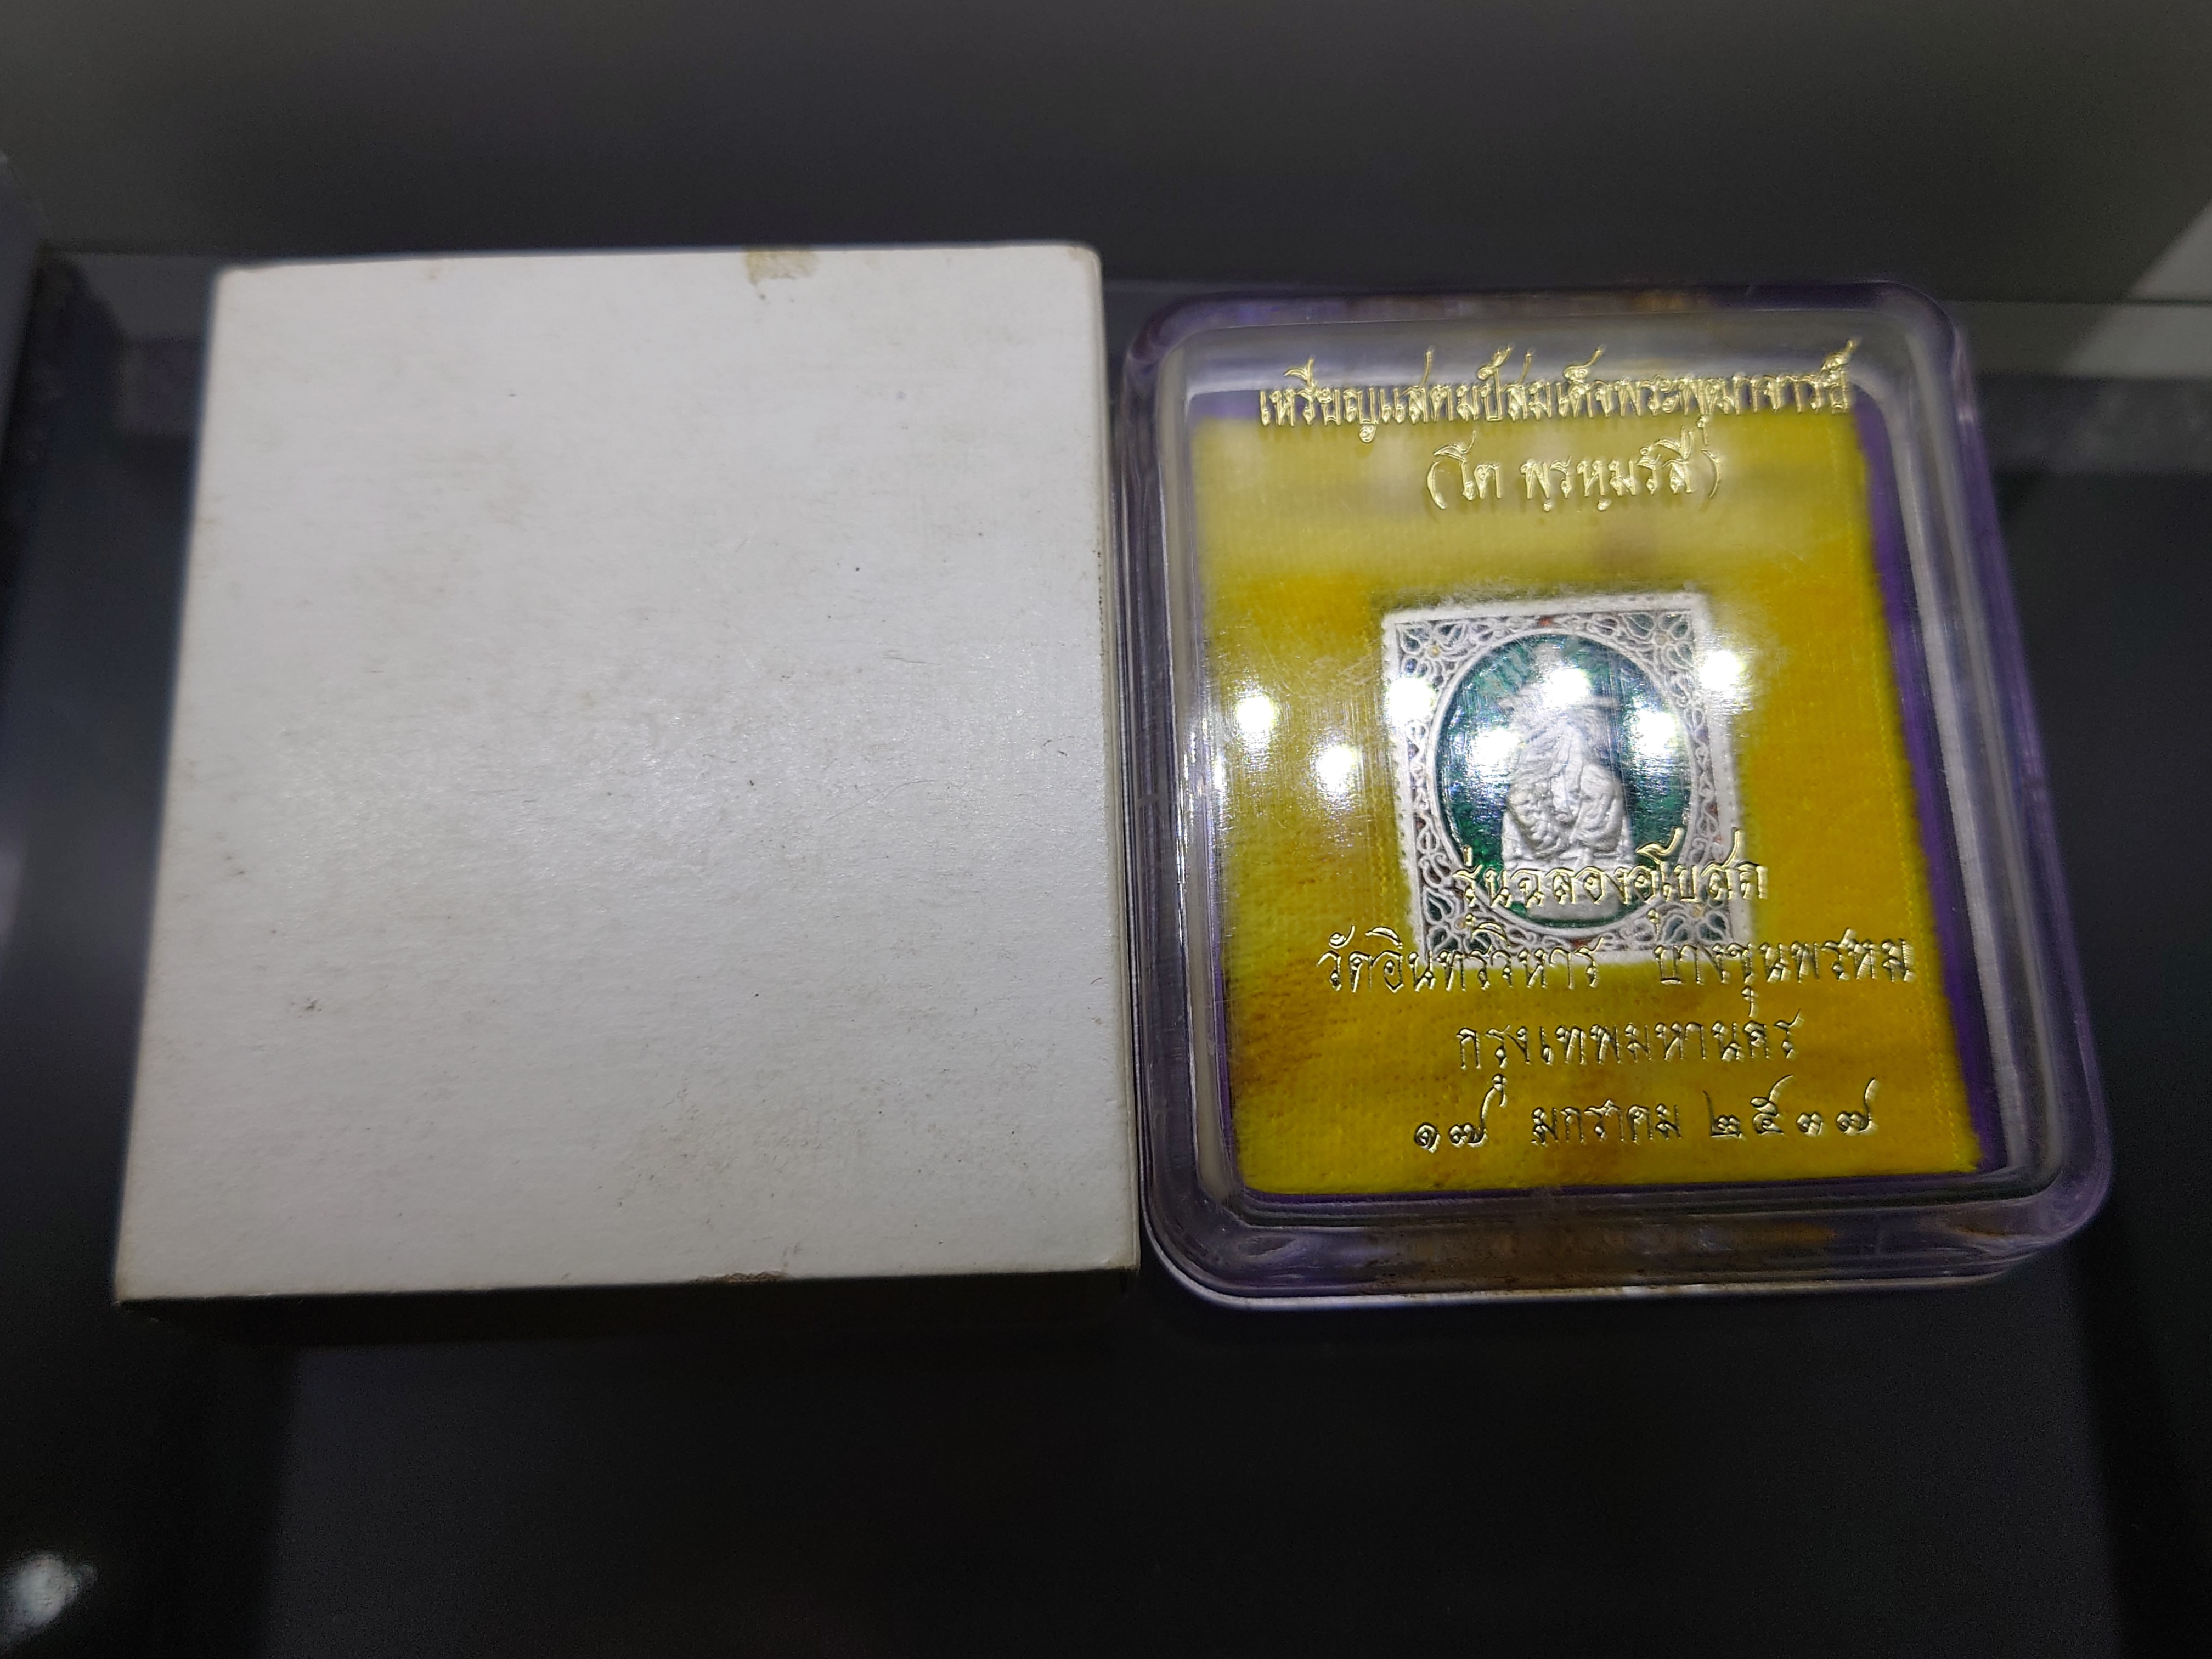 เหรียญแสตมป์สมเด็จพระพุฒาจารย์
(โต พฺรหฺมรํสี)
รุ่นฉลองอุโบสถ
วัดอินทรวิหาร บางขุนพรหม
กรุงเทพมหานคร
๑๗ มกราคม ๒๕๓๗